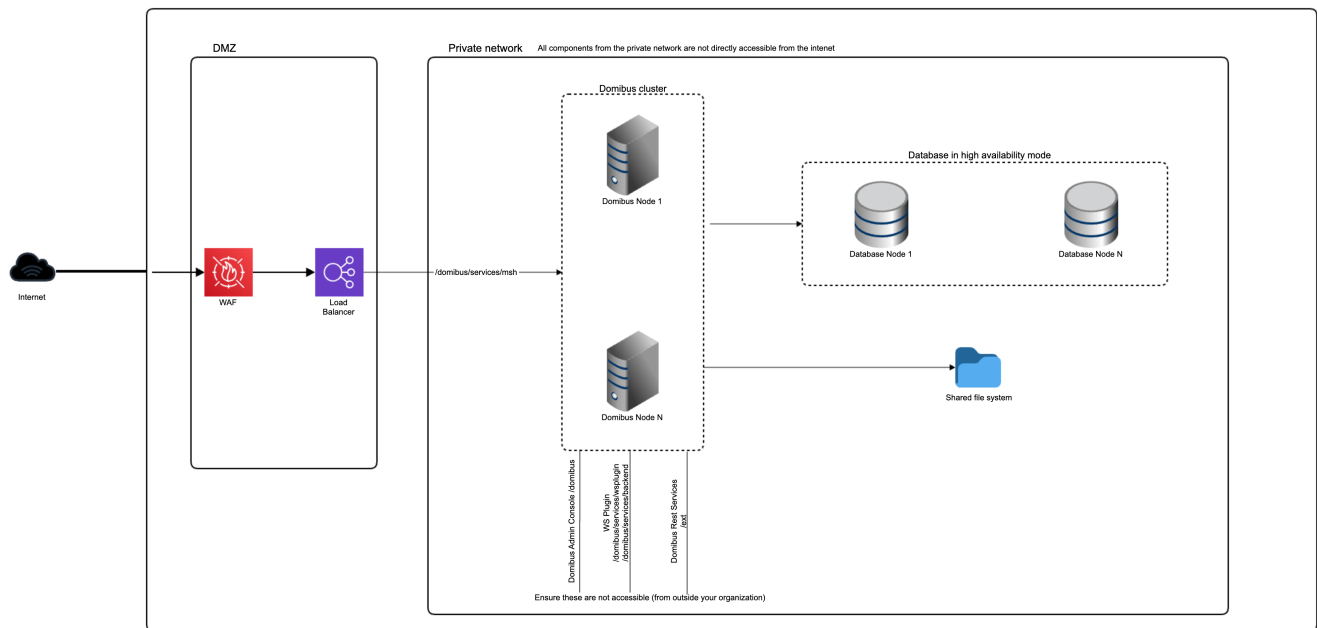 DMZ
Private network
All components from the private network are not directly accessible from the intenet
Domibus cluster
Domibus Node 1
Database in high availability mode
Database Node 1
Database Node N
Internet
WAF
Load
Balancer
/domibus/services/msh
Domibus Node N
Shared file system
Domibus Admin Console /domibus
WS Plugin
/domibus/services/wsplugin
/domibus/services/backend
Domibus Rest Services
/ext
Ensure these are not accessible (from outside your organization)